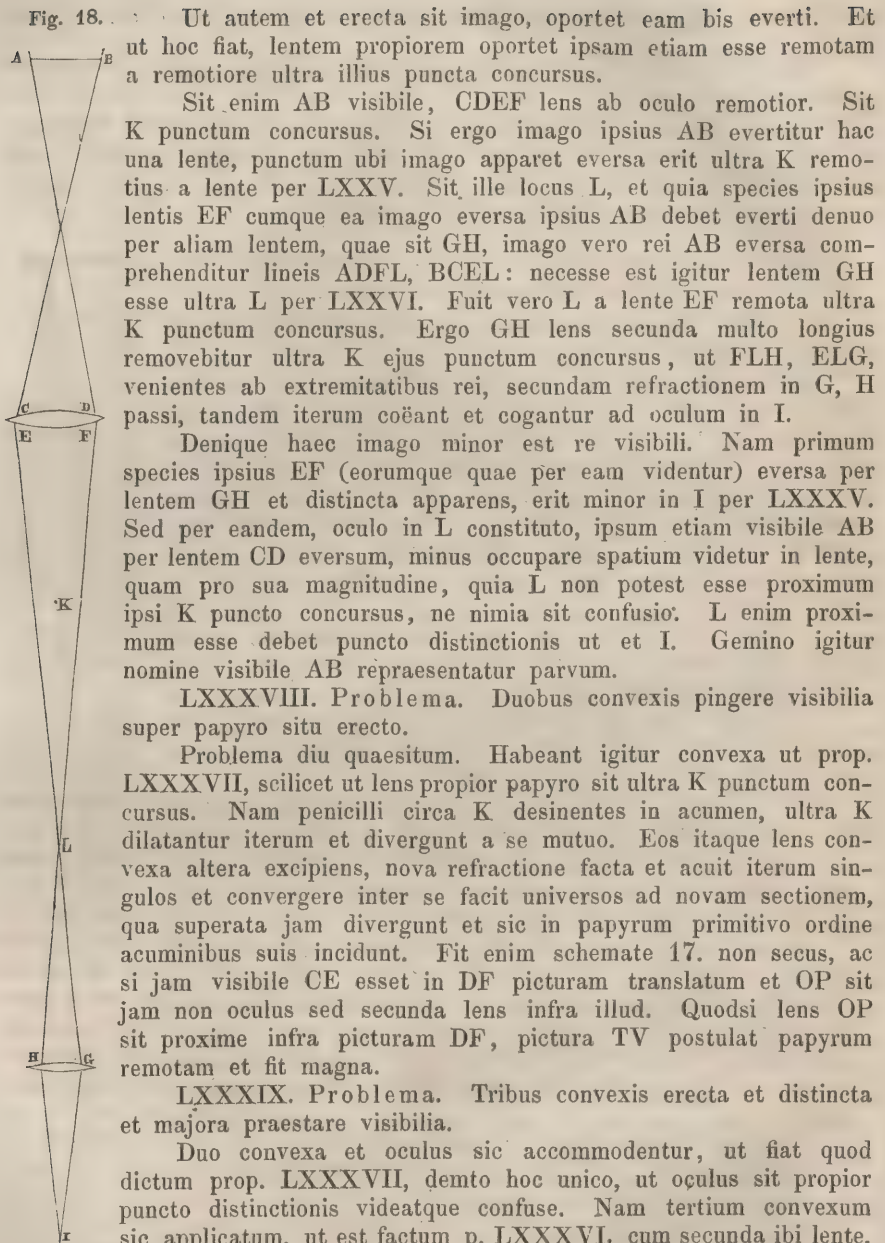 Fig. 18. Ut autem et erecta sit imago, oportet eam bis everti. Et
ut hoc fiat, lentem propiorem oportet ipsam etiam esse remotam
a remotiore ultra illius puncta concursus.
A B
Sit enim AB visibile, CDEF lens ab oculo remotior. Sit
K punctum concursus. Si ergo imago ipsius AB evertitur hac
una lente, punctum ubi imago apparet eversa erit ultra K remo-
tius a lente per LXXV. Sit ille locus L, et quia species ipsius
lentis EF cumque ea imago eversa ipsius AB debet everti denuo
per aliam lentem, quae sit GH, imago vero rei AB eversa com-
prehenditur lineis ADFL, BCEL: necesse est igitur lentem GH
esse ultra L per LXXVI. Fuit vero L a lente EF remota ultra
K punctum concursus. Ergo GH lens secunda multo longius
removebitur ultra K ejus punctum concursus, ut FLH, ELG,
venientes ab extremitatibus rei, secundam refractionem in G, H
passi, tandem iterum coëant et cogantur ad oculum in I.
C D
E F
Denique haec imago minor est re visibili. Nam primum
species ipsius EF (eorumque quae per eam videntur) eversa per
lentem GH et distincta apparens, erit minor in I per LXXXV.
Sed per eandem, oculo in L constituto, ipsum etiam visibile AB
per lentem CD eversum, minus occupare spatium videtur in lente,
quam pro sua magnitudine, quia L non potest esse proximum
ipsi K puncto concursus, ne nimia sit confusio. L enim proxi-
mum esse debet puncto distinctionis ut et I. Gemino igitur
nomine visibile AB repraesentatur parvum.
K
LXXXVIII. Problema. Duobus convexis pingere visibilia
super papyro situ erecto.
Problema diu quaesitum. Habeant igitur convexa ut prop.
LXXXVII, scilicet ut lens propior papyro sit ultra K punctum con-
cursus. Nam penicilli circa K desinentes in acumen, ultra K
dilatantur iterum et divergunt a se mutuo. Eos itaque lens con-
vexa altera excipiens, nova refractione facta et acuit iterum sin-
gulos et convergere inter se facit universos ad novam sectionem,
qua superata jam divergunt et sic in papyrum primitivo ordine
acuminibus suis incidunt. Fit enim schemate 17. non secus, ac
si jam visibile CE esset in DF picturam translatum et OP sit
jam non oculus sed secunda lens infra illud. Quodsi lens OP
sit proxime infra picturam DF, pictura TV postulat papyrum
remotam et fit magna.
L
H G
LXXXIX. Problema. Tribus convexis erecta et distincta
et majora praestare visibilia.
Duo convexa et oculus sic accommodentur, ut fiat quod
dictum prop. LXXXVII, demto hoc unico, ut oculus sit propior
puncto distinctionis videatque confuse. Nam tertium convexum
sic applicatum, ut est factum p. LXXXVI. cum secunda ibi lente,
I